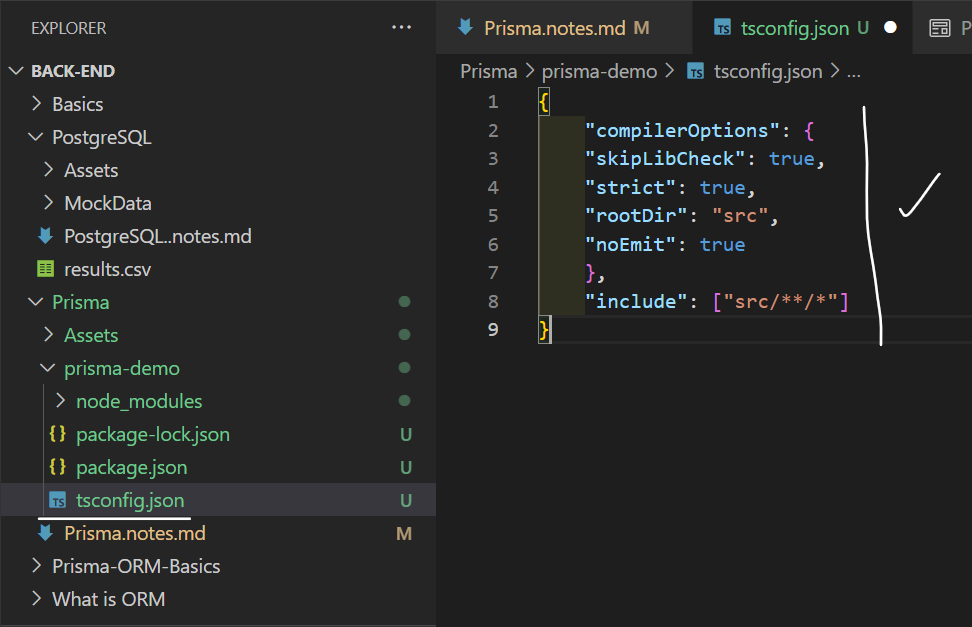 EXPLORER ...
BACK-END
Basics
PostgreSQL
Assets
MockData
PostgreSQL..notes.md
results.csv
Prisma
Assets
prisma-demo
node_modules
{} package-lock.json U
{} package.json U
TS tsconfig.json U
Prisma.notes.md M
Prisma-ORM-Basics
What is ORM
Prisma.notes.md M TS tsconfig.json U P
Prisma > prisma-demo > TS tsconfig.json > ...
1 {
2 "compilerOptions": {
3 "skipLibCheck": true,
4 "strict": true,
5 "rootDir": "src",
6 "noEmit": true
7 },
8 "include": ["src/**/*"]
9 }